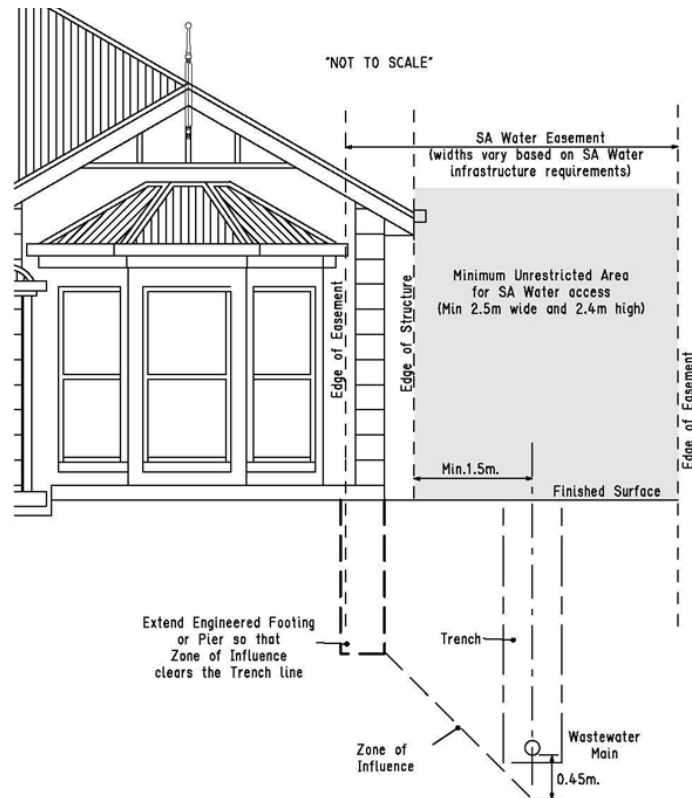 "NOT TO SCALE"
SA Water Easement
(widths vary based on SA Water
infrastructure requirements)
Minimum Unrestricted Area
for SA Water access
(Min 2.5m wide and 2.4m high)
Edge of Easement
Edge of Structure
Edge of Easement
Min.1.5m.
Finished Surface
Extend Engineered Footing
or Pier so that
Zone of Influence
clears the Trench line
Trench
Zone of
Influence
Wastewater
Main
0.45m.